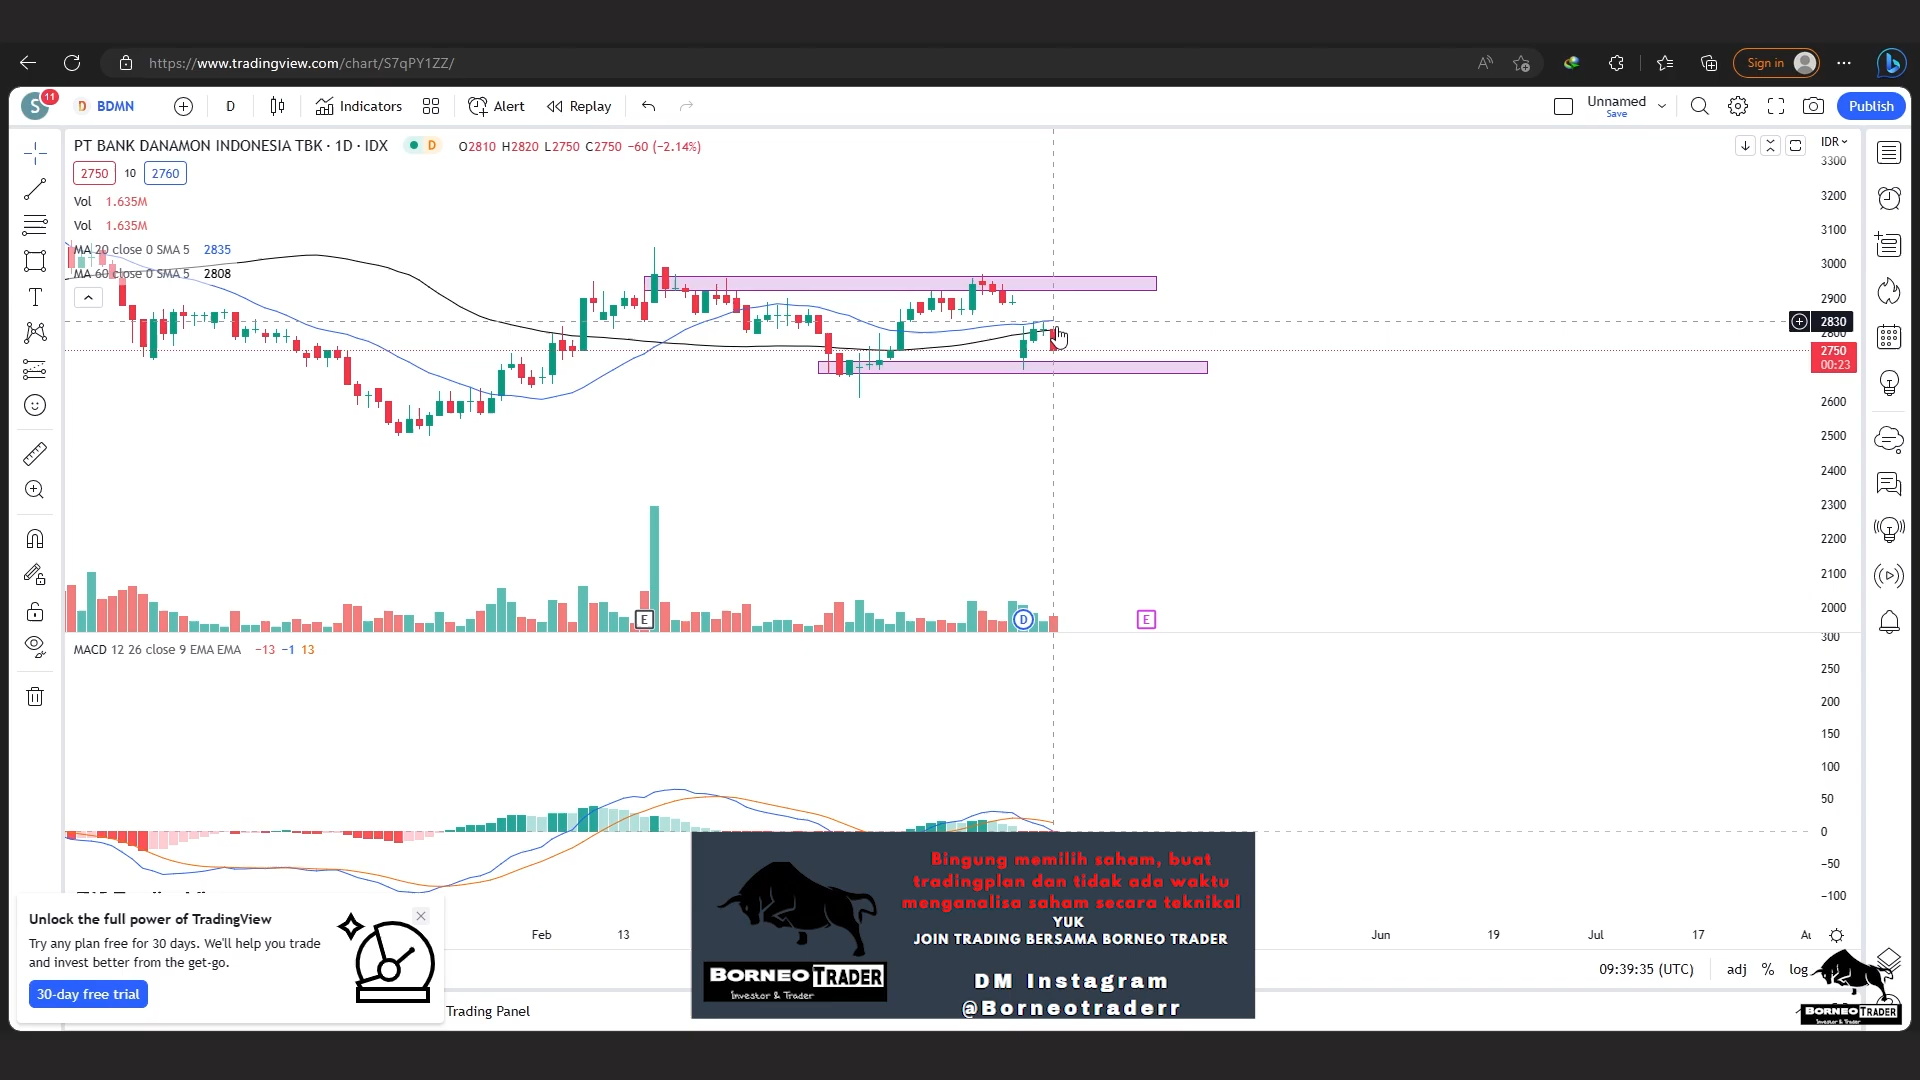 https://www.tradingview.com/chart/S7qPY1ZZ/
Sign in
S 11 D BDMN D Indicators Alert Replay Unnamed Save Publish
PT BANK DANAMON INDONESIA TBK · 1D · IDX D O2810 H2820 L2750 C2750 −60 (−2.14%)
IDR
2750 10 2760
Vol 1.635M
Vol 1.635M
MA 20 close 0 SMA 5 2835
MA 60 close 0 SMA 5 2808
3300
3200
3100
3000
2900
2830
2800
2750
00:23
2600
2500
2400
2300
2200
2100
2000
E D E
MACD 12 26 close 9 EMA EMA −13 −1 13
300
250
200
150
100
50
0
−50
−100
Unlock the full power of TradingView
Try any plan free for 30 days. We'll help you trade
and invest better from the get-go.
30-day free trial
Feb 13 Jun 19 Jul 17
09:39:35 (UTC) adj % log
Trading Panel
Bingung memilih saham, buat
tradingplan dan tidak ada waktu
menganalisa saham secara teknikal
YUK
JOIN TRADING BERSAMA BORNEO TRADER
DM Instagram
@Borneotraderr
BORNEO TRADER
Investor & Trader
BORNEO TRADER
Investor & Trader